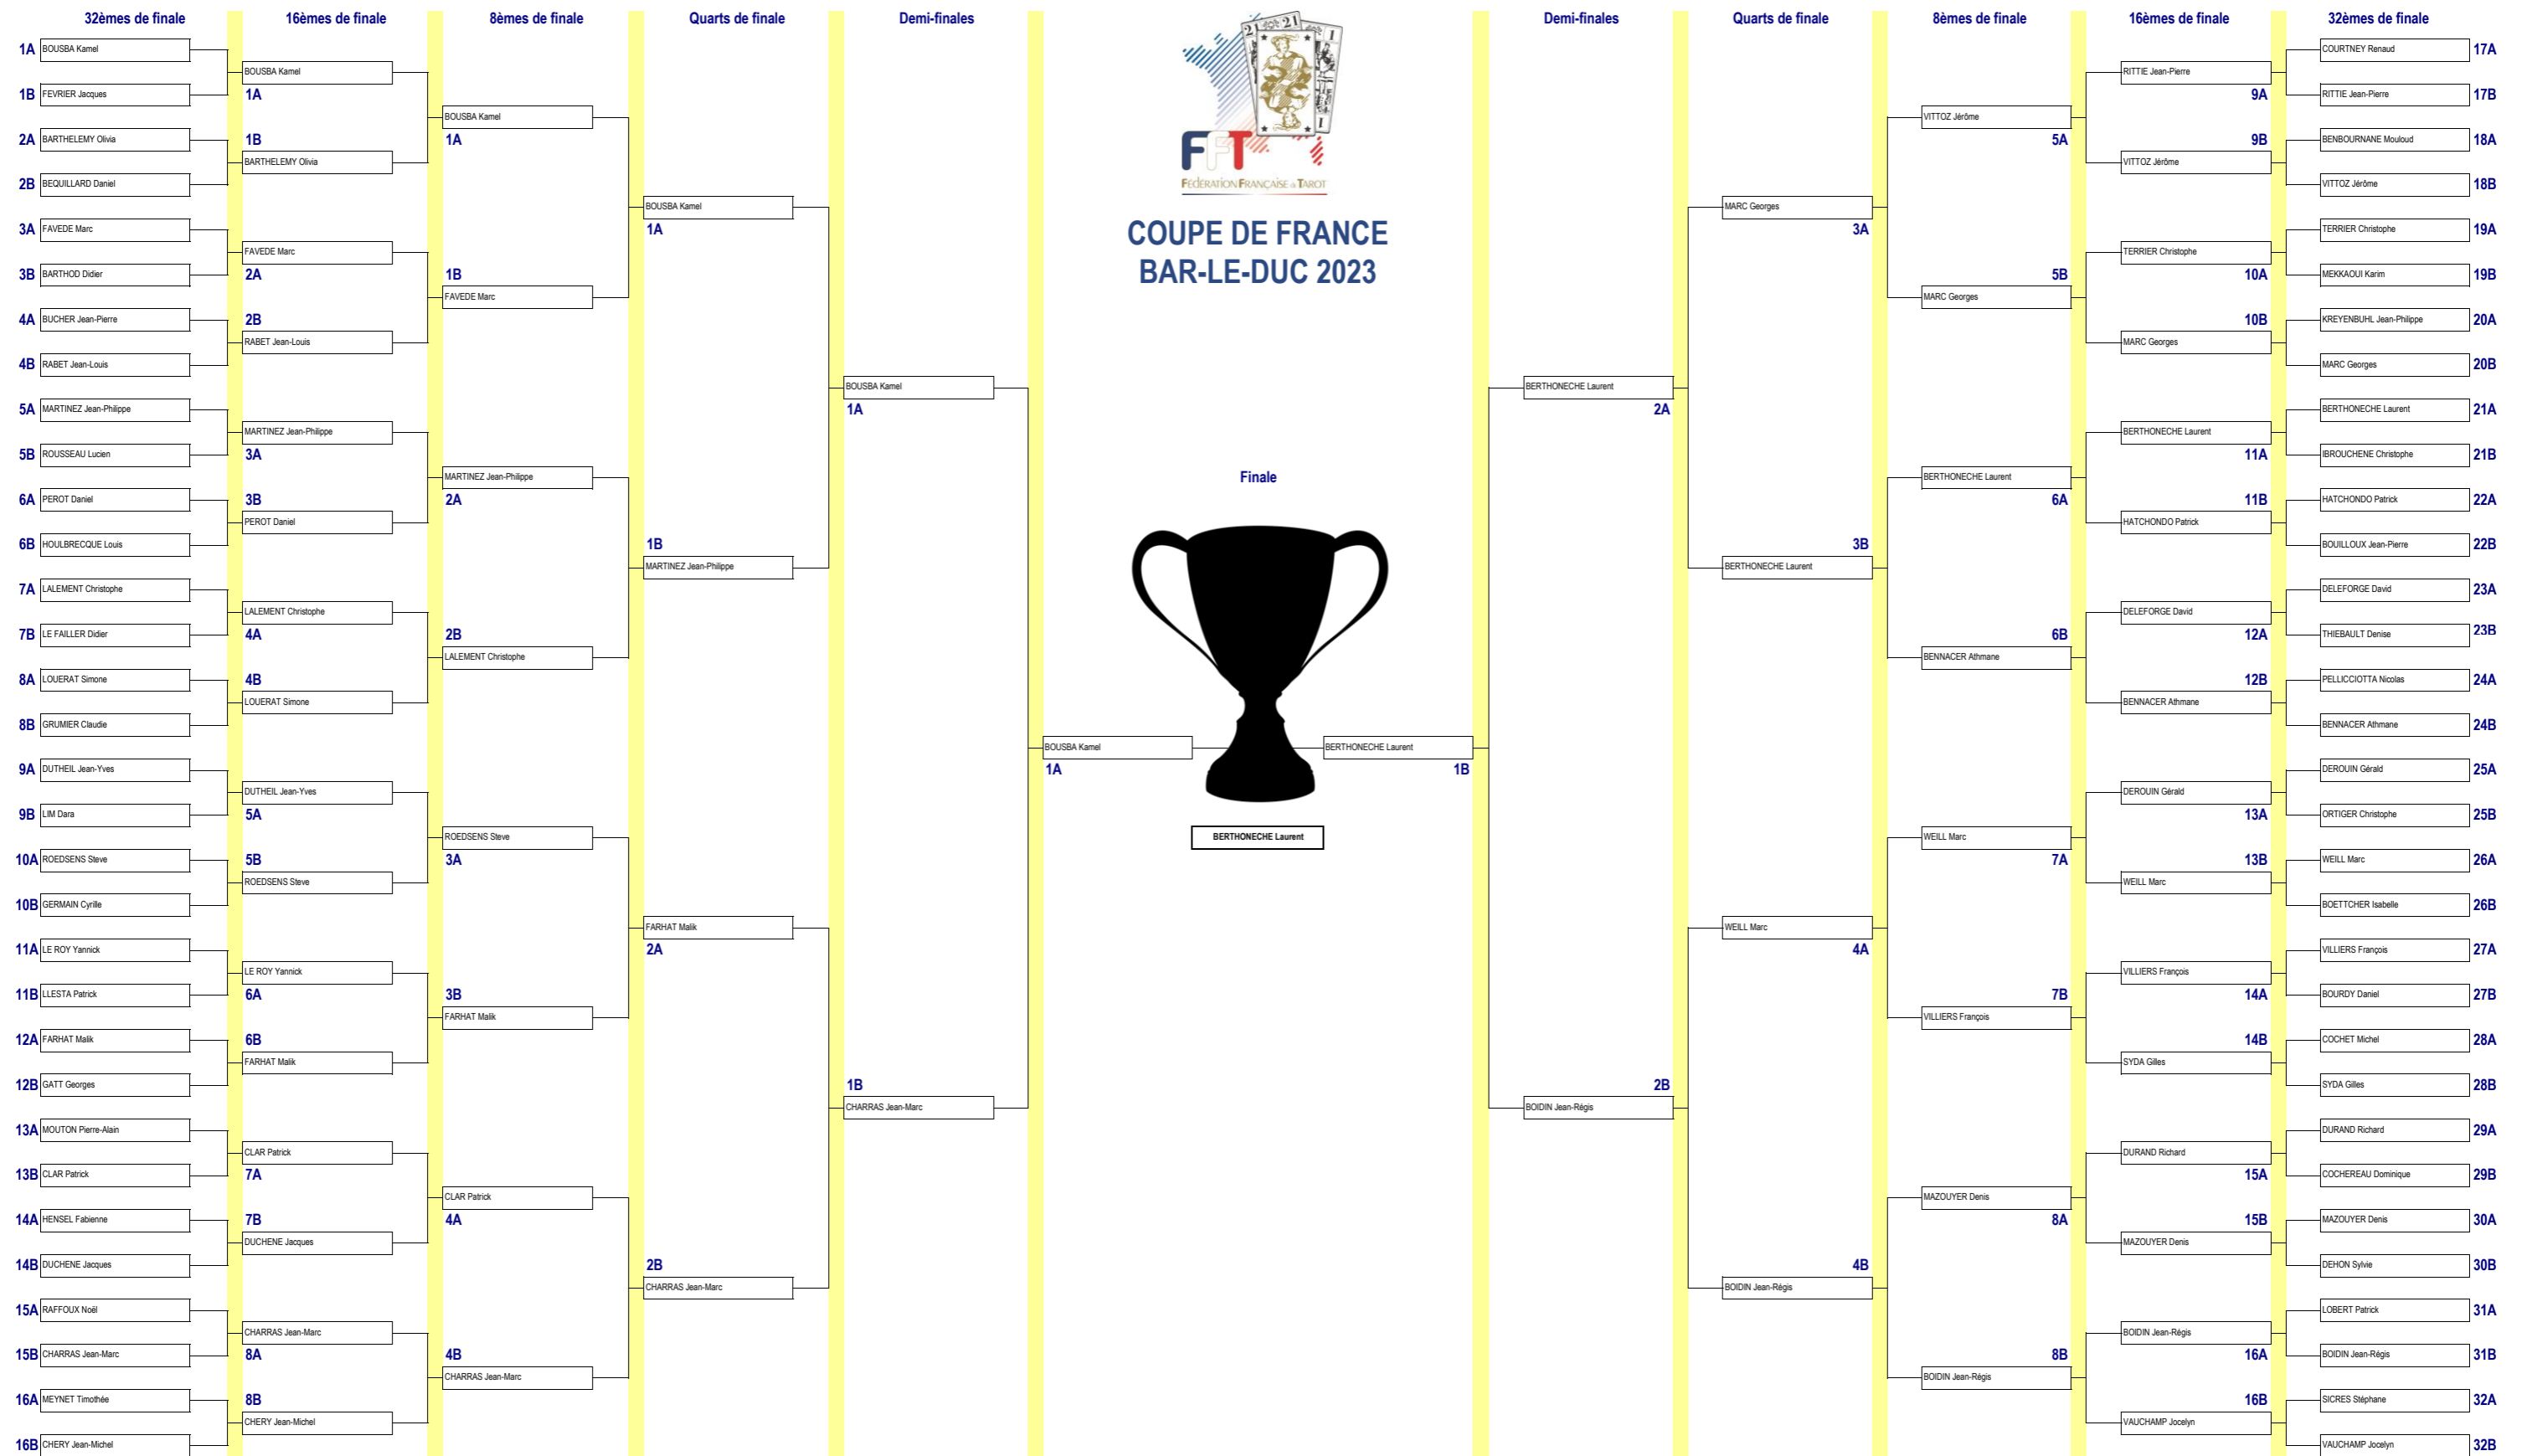 32èmes de finale
16èmes de finale
8èmes de finale
Quarts de finale
Demi-finales
Demi-finales
Quarts de finale
8èmes de finale
16èmes de finale
32èmes de finale
FFT
FÉDÉRATION FRANÇAISE de TAROT
COUPE DE FRANCE
BAR-LE-DUC 2023
1A BOUSBA Kamel
1B FEVRIER Jacques
2A BARTHELEMY Olivia
2B BEQUILLARD Daniel
3A FAVEDE Marc
3B BARTHOD Didier
4A BUCHER Jean-Pierre
4B RABET Jean-Louis
5A MARTINEZ Jean-Philippe
5B ROUSSEAU Lucien
6A PEROT Daniel
6B HOULBRECQUE Louis
7A LALEMENT Christophe
7B LE FAILLER Didier
8A LOUERAT Simone
8B GRUMIER Claudie
9A DUTHEIL Jean-Yves
9B LIM Dara
10A ROEDSENS Steve
10B GERMAIN Cyrille
11A LE ROY Yannick
11B LLESTA Patrick
12A FARHAT Malik
12B GATT Georges
13A MOUTON Pierre-Alain
13B CLAR Patrick
14A HENSEL Fabienne
14B DUCHENE Jacques
15A RAFFOUX Noël
15B CHARRAS Jean-Marc
16A MEYNET Timothée
16B CHERY Jean-Michel
BOUSBA Kamel
1A
1B
BARTHELEMY Olivia
FAVEDE Marc
2A
2B
RABET Jean-Louis
MARTINEZ Jean-Philippe
3A
3B
PEROT Daniel
LALEMENT Christophe
4A
4B
LOUERAT Simone
DUTHEIL Jean-Yves
5A
5B
ROEDSENS Steve
LE ROY Yannick
6A
6B
FARHAT Malik
CLAR Patrick
7A
7B
DUCHENE Jacques
CHARRAS Jean-Marc
8A
8B
CHERY Jean-Michel
BOUSBA Kamel
1A
1B
FAVEDE Marc
MARTINEZ Jean-Philippe
2A
2B
LALEMENT Christophe
ROEDSENS Steve
3A
3B
FARHAT Malik
CLAR Patrick
4A
4B
CHARRAS Jean-Marc
BOUSBA Kamel
1A
1B
MARTINEZ Jean-Philippe
FARHAT Malik
2A
2B
CHARRAS Jean-Marc
BOUSBA Kamel
1A
1B
CHARRAS Jean-Marc
Finale
BOUSBA Kamel
1A
BERTHONECHE Laurent
1B
BERTHONECHE Laurent
BERTHONECHE Laurent
2A
2B
BOIDIN Jean-Régis
MARC Georges
3A
3B
BERTHONECHE Laurent
WEILL Marc
4A
4B
BOIDIN Jean-Régis
VITTOZ Jérôme
5A
5B
MARC Georges
BERTHONECHE Laurent
6A
6B
BENNACER Athmane
WEILL Marc
7A
7B
VILLIERS François
MAZOUYER Denis
8A
8B
BOIDIN Jean-Régis
RITTIE Jean-Pierre
9A
9B
VITTOZ Jérôme
TERRIER Christophe
10A
10B
MARC Georges
BERTHONECHE Laurent
11A
11B
HATCHONDO Patrick
DELEFORGE David
12A
12B
BENNACER Athmane
DEROUIN Gérald
13A
13B
WEILL Marc
VILLIERS François
14A
14B
SYDA Gilles
DURAND Richard
15A
15B
MAZOUYER Denis
BOIDIN Jean-Régis
16A
16B
VAUCHAMP Jocelyn
COURTNEY Renaud 17A
RITTIE Jean-Pierre 17B
BENBOURNANE Mouloud 18A
VITTOZ Jérôme 18B
TERRIER Christophe 19A
MEKKAOUI Karim 19B
KREYENBUHL Jean-Philippe 20A
MARC Georges 20B
BERTHONECHE Laurent 21A
IBROUCHENE Christophe 21B
HATCHONDO Patrick 22A
BOUILLOUX Jean-Pierre 22B
DELEFORGE David 23A
THIEBAULT Denise 23B
PELLICCIOTTA Nicolas 24A
BENNACER Athmane 24B
DEROUIN Gérald 25A
ORTIGER Christophe 25B
WEILL Marc 26A
BOETTCHER Isabelle 26B
VILLIERS François 27A
BOURDY Daniel 27B
COCHET Michel 28A
SYDA Gilles 28B
DURAND Richard 29A
COCHEREAU Dominique 29B
MAZOUYER Denis 30A
DEHON Sylvie 30B
LOBERT Patrick 31A
BOIDIN Jean-Régis 31B
SICRES Stéphane 32A
VAUCHAMP Jocelyn 32B